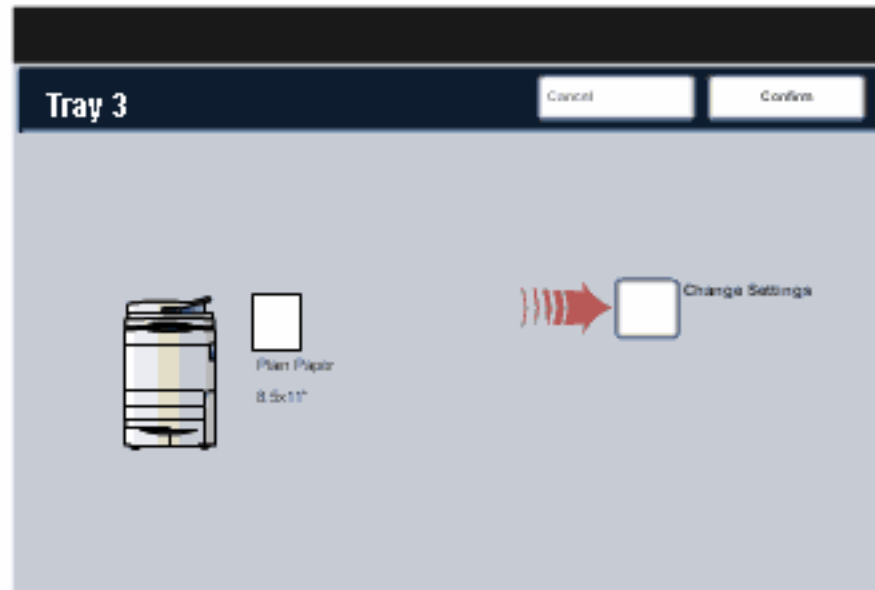 Tray 3
Cancel
Confirm
Change Settings
Plain Paper
8.5x11"